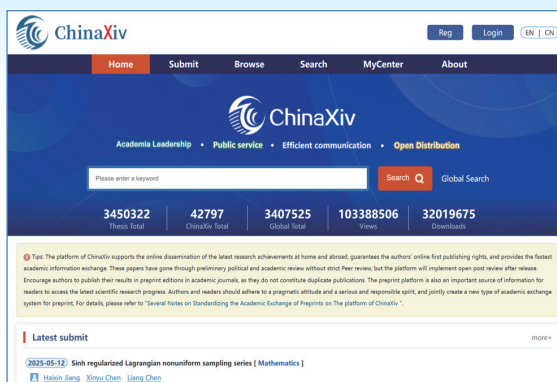 ChinaXiv
Reg
Login
EN | CN
Home
Submit
Browse
Search
MyCenter
About
ChinaXiv
Academia Leadership • Public service • Efficient communication • Open Distribution
Please enter a keyword
Search
Global Search
3450322
Thesis Total
42797
ChinaXiv Total
3407525
Global Total
103388506
Views
32019675
Downloads
Tips: The platform of ChinaXiv supports the online dissemination of the latest research achievements at home and abroad, guarantees the authors' online first publishing rights, and provides the fastest
academic information exchange. These papers have gone through preliminary political and academic review without strict Peer review, but the platform will implement open post review after release.
Encourage authors to publish their results in preprint editions in academic journals, as they do not constitute duplicate publications. The preprint platform is also an important source of information for
readers to access the latest scientific research progress. Authors and readers should adhere to a pragmatic attitude and a serious and responsible spirit, and jointly create a new type of academic exchange
system for preprint. For details, please refer to "Several Notes on Standardizing the Academic Exchange of Preprints on The platform of ChinaXiv ".
Latest submit
more+
2025-05-12 Sinh regularized Lagrangian nonuniform sampling series [ Mathematics ]
Haixin Jiang Xinyu Chen Liang Chen